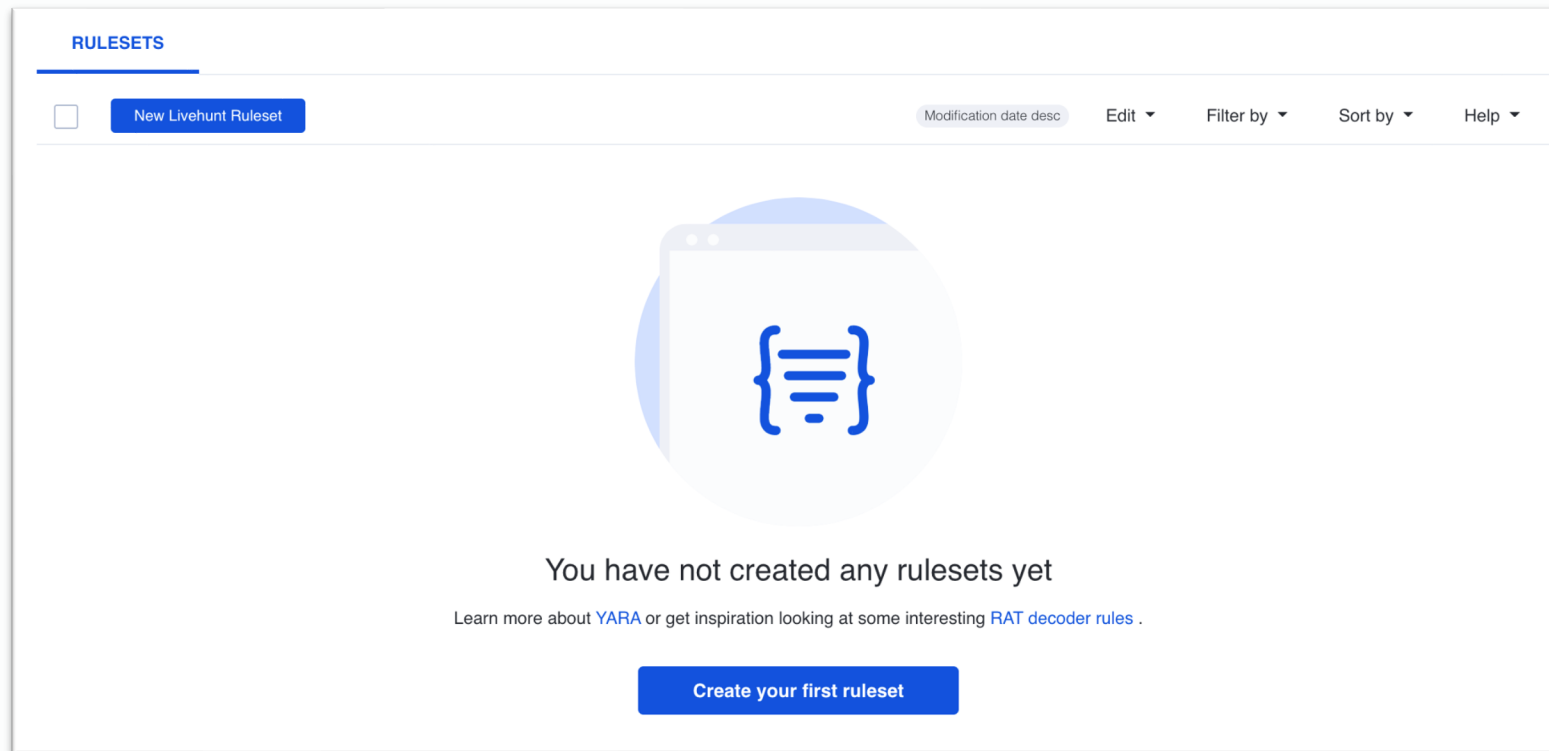 RULESETS
New Livehunt Ruleset
Modification date desc
Edit
Filter by
Sort by
Help
You have not created any rulesets yet
Learn more about YARA or get inspiration looking at some interesting RAT decoder rules .
Create your first ruleset